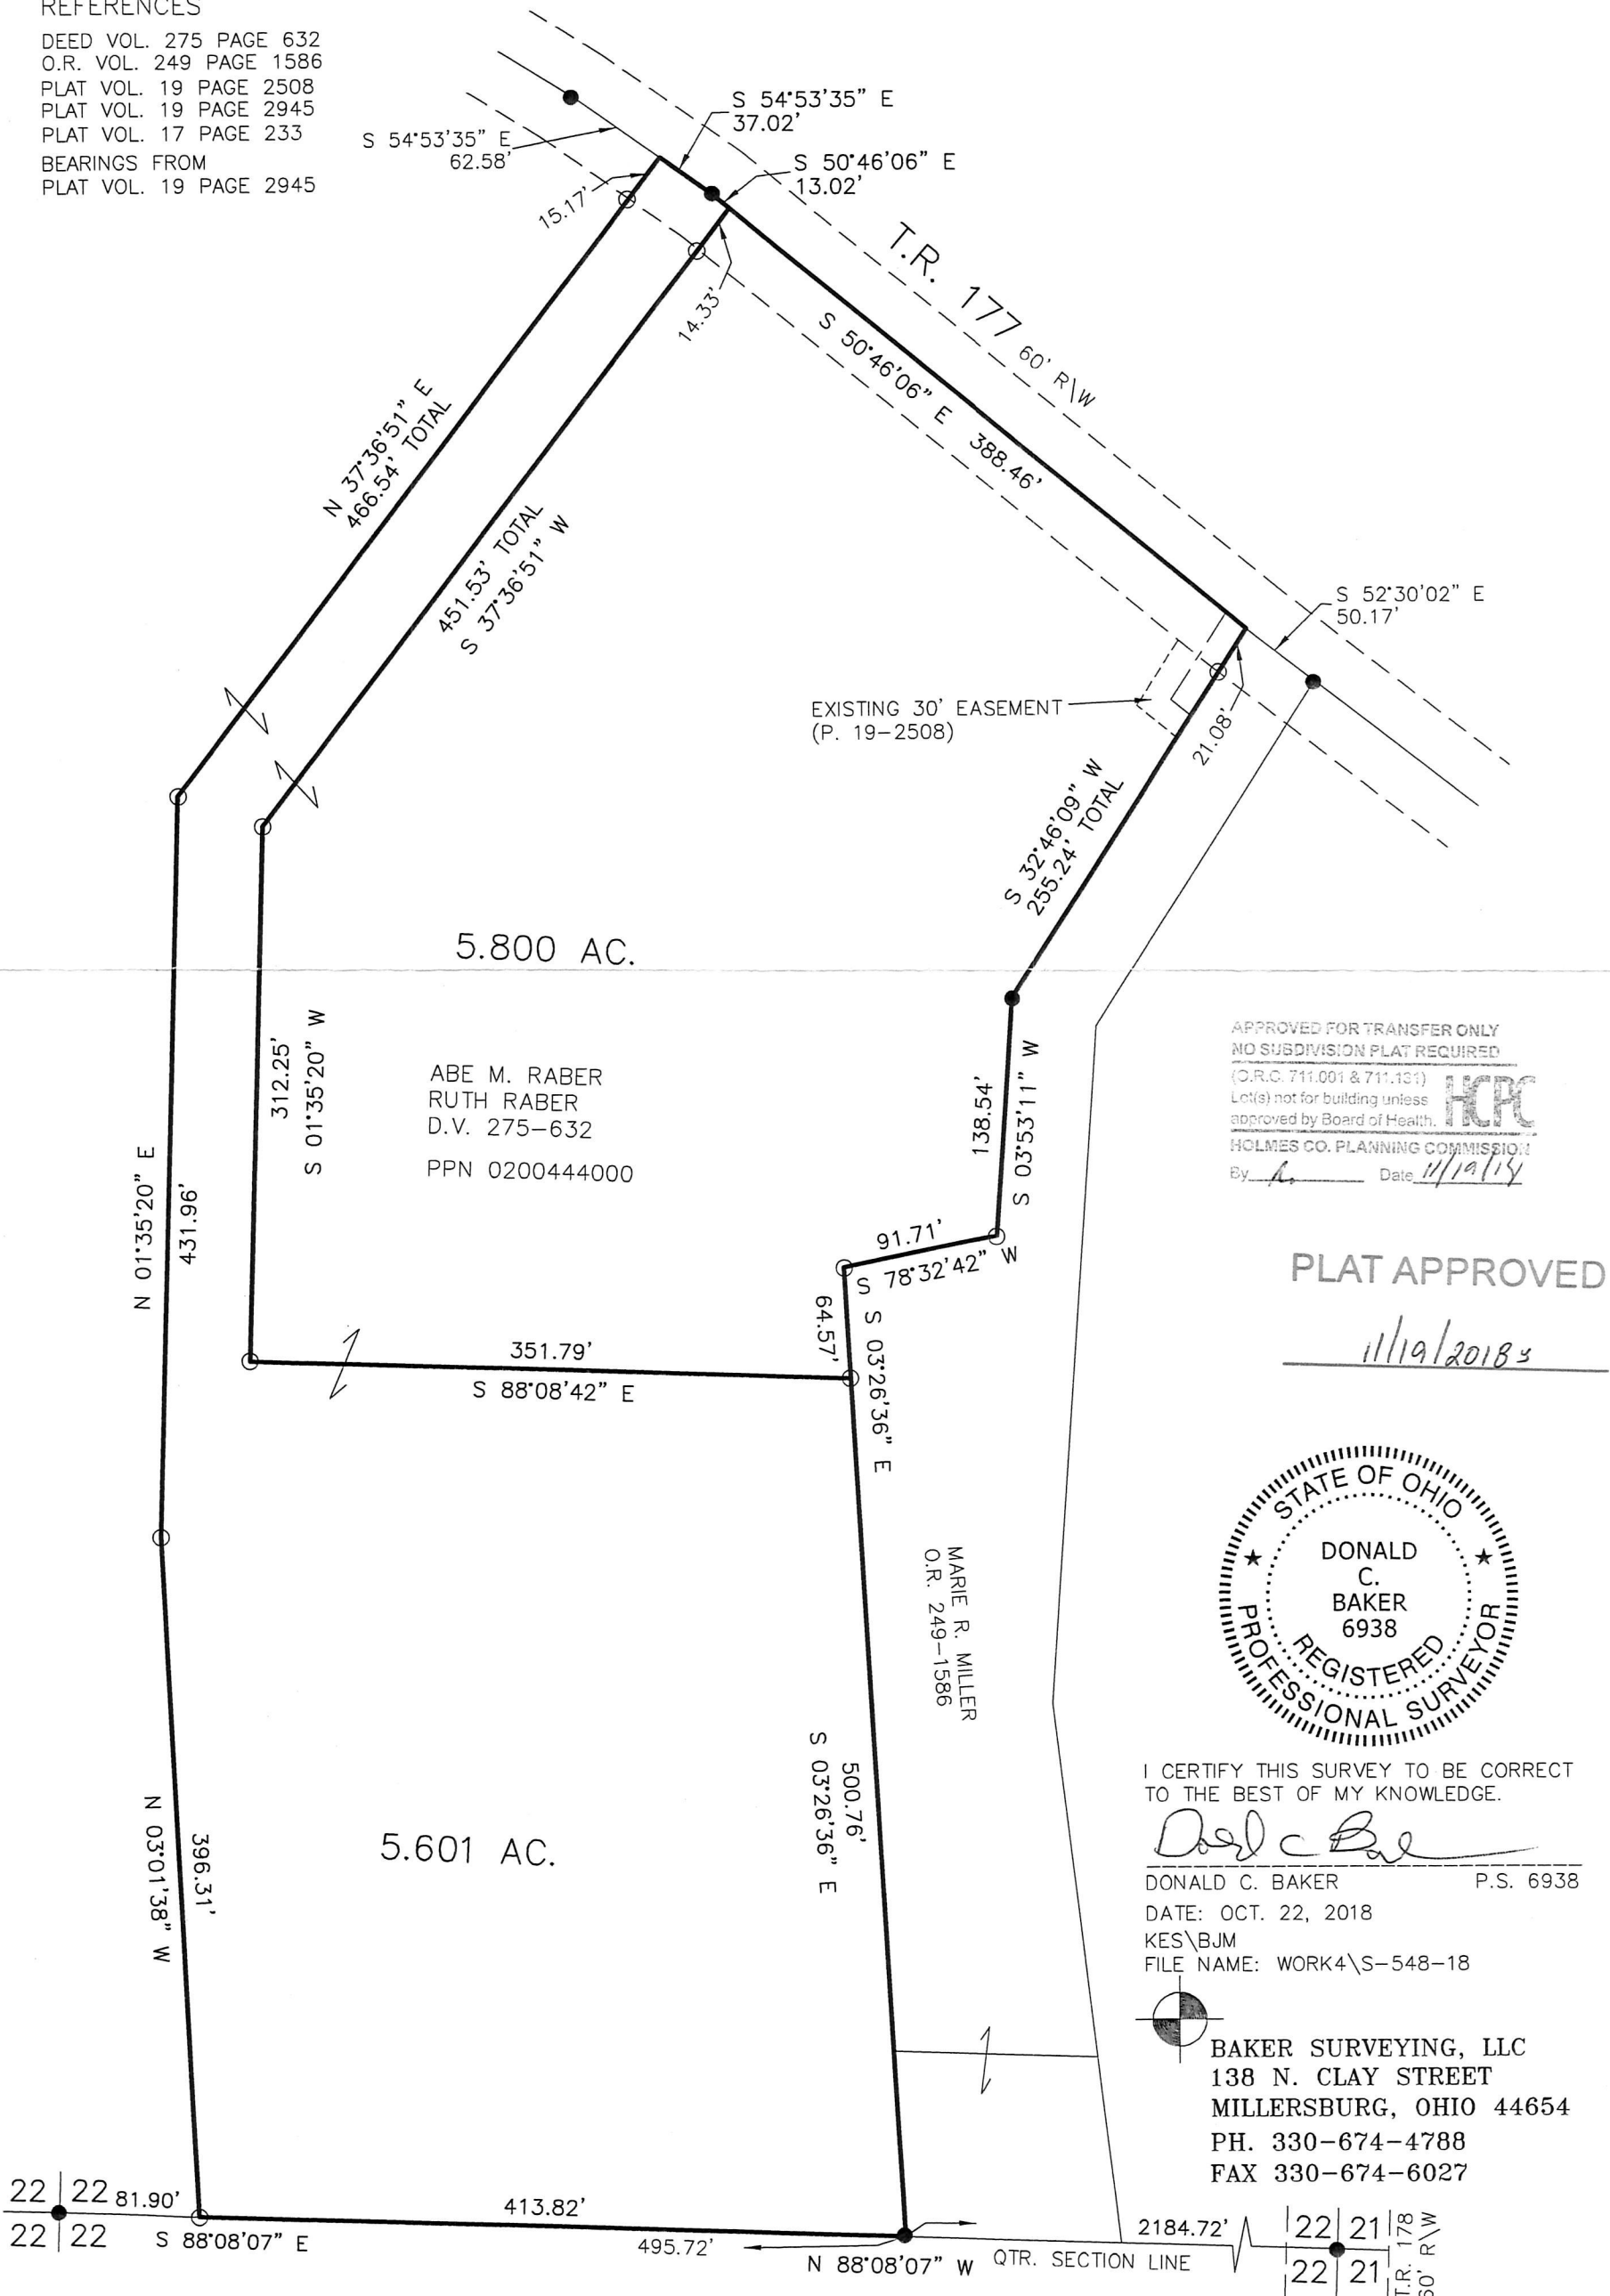 REFERENCES
DEED VOL. 275 PAGE 632
O.R. VOL. 249 PAGE 1586
PLAT VOL. 19 PAGE 2508
PLAT VOL. 19 PAGE 2945
PLAT VOL. 17 PAGE 233
BEARINGS FROM
PLAT VOL. 19 PAGE 2945
S 54°53'35" E
62.58'
S 54°53'35" E
37.02'
S 50°46'06" E
13.02'
15.17'
14.33'
T.R. 177 60' R\W
S 50°46'06" E 388.46'
N 37°36'51" E
466.54' TOTAL
451.53' TOTAL
S 37°36'51" W
S 52°30'02" E
50.17'
EXISTING 30' EASEMENT
(P. 19-2508)
21.08'
S 32°46'09" W
255.24' TOTAL
5.800 AC.
312.25'
S 01°35'20" W
ABE M. RABER
RUTH RABER
D.V. 275-632
PPN 0200444000
N 01°35'20" E
431.96'
138.54'
S 03°53'11" W
91.71'
S 78°32'42" W
64.57'
S 03°26'36" E
351.79'
S 88°08'42" E
APPROVED FOR TRANSFER ONLY
NO SUBDIVISION PLAT REQUIRED
(O.R.C. 711.001 & 711.131)
Lot(s) not for building unless
approved by Board of Health.
HCPC
HOLMES CO. PLANNING COMMISSION
By Date 11/19/18
PLAT APPROVED
11/19/2018
STATE OF OHIO
DONALD
C.
BAKER
6938
REGISTERED
PROFESSIONAL SURVEYOR
MARIE R. MILLER
O.R. 249-1586
500.76'
S 03°26'36" E
5.601 AC.
396.31'
N 03°01'38" W
I CERTIFY THIS SURVEY TO BE CORRECT
TO THE BEST OF MY KNOWLEDGE.
DONALD C. BAKER P.S. 6938
DATE: OCT. 22, 2018
KES\BJM
FILE NAME: WORK4\S-548-18
BAKER SURVEYING, LLC
138 N. CLAY STREET
MILLERSBURG, OHIO 44654
PH. 330-674-4788
FAX 330-674-6027
22 22 81.90'
22 22
S 88°08'07" E
413.82'
495.72'
N 88°08'07" W
QTR. SECTION LINE
2184.72'
22 21
22 21
T.R. 178
60' R\W